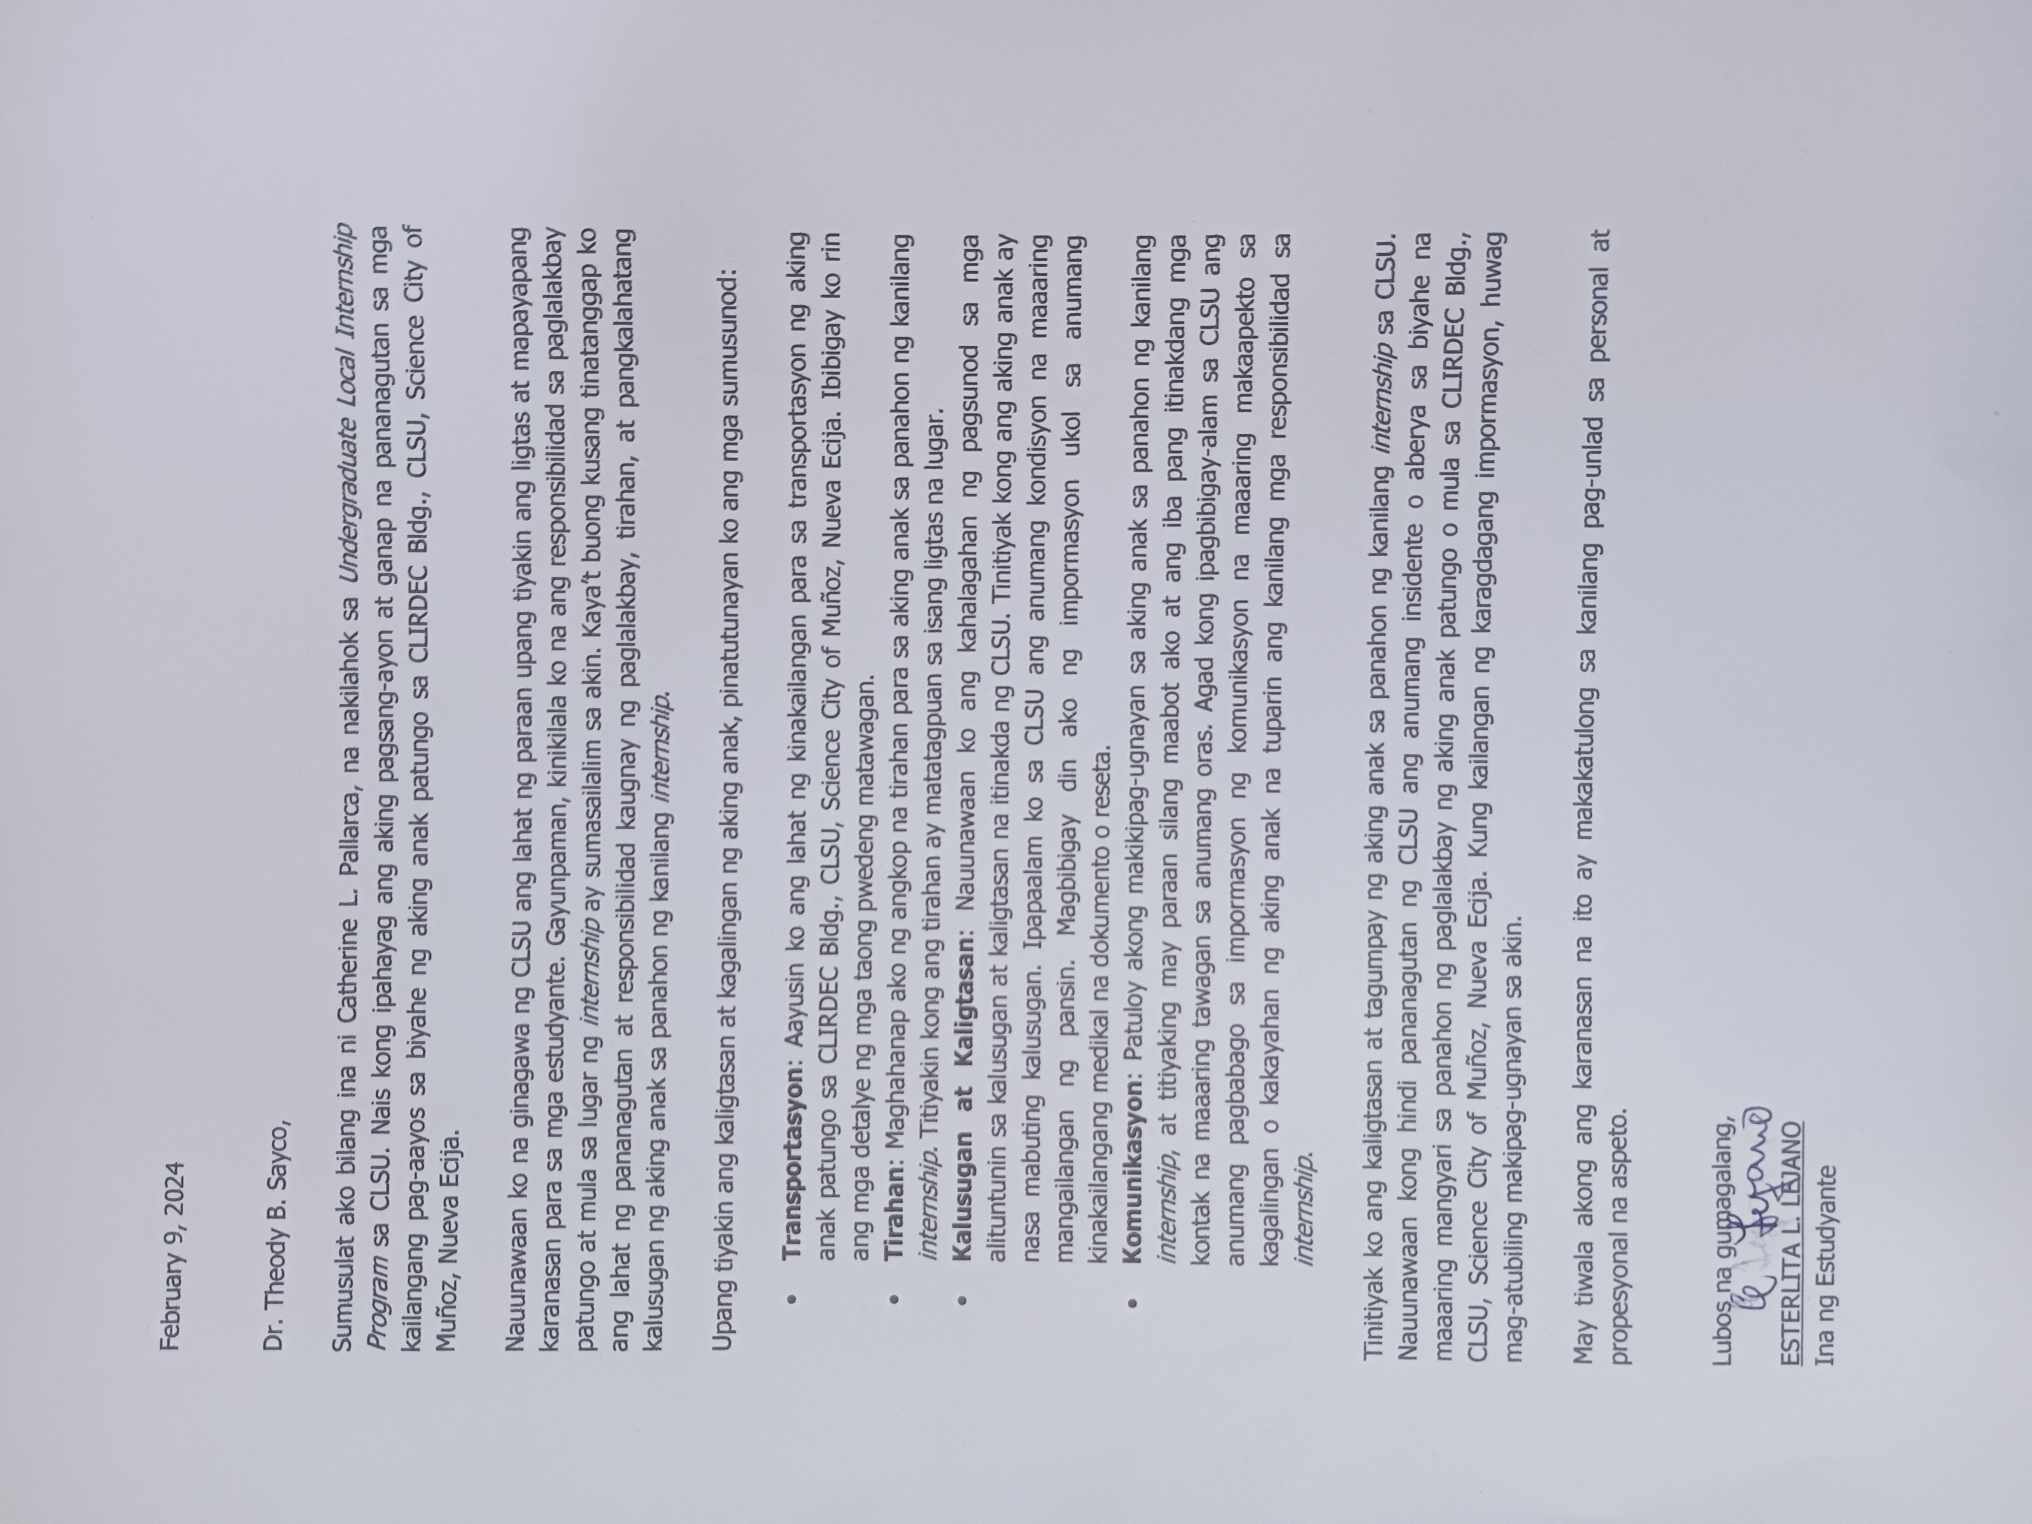 February 9, 2024
Dr. Theody B. Sayco,
Sumusulat ako bilang ina ni Catherine L. Pallarca, na nakilahok sa Undergraduate Local Internship
Program sa CLSU. Nais kong ipahayag ang aking pagsang-ayon at ganap na pananagutan sa mga
kailangang pag-aayos sa biyahe ng aking anak patungo sa CLIRDEC Bldg., CLSU, Science City of
Muñoz, Nueva Ecija.
Nauunawaan ko na ginagawa ng CLSU ang lahat ng paraan upang tiyakin ang ligtas at mapayapang
karanasan para sa mga estudyante. Gayunpaman, kinikilala ko na ang responsibilidad sa paglalakbay
patungo at mula sa lugar ng internship ay sumasailalim sa akin. Kaya't buong kusang tinatanggap ko
ang lahat ng pananagutan at responsibilidad kaugnay ng paglalakbay, tirahan, at pangkalahatang
kalusugan ng aking anak sa panahon ng kanilang internship.
Upang tiyakin ang kaligtasan at kagalingan ng aking anak, pinatutunayan ko ang mga sumusunod:
• Transportasyon: Aayusin ko ang lahat ng kinakailangan para sa transportasyon ng aking
anak patungo sa CLIRDEC Bldg., CLSU, Science City of Muñoz, Nueva Ecija. Ibibigay ko rin
ang mga detalye ng mga taong pwedeng matawagan.
• Tirahan: Maghahanap ako ng angkop na tirahan para sa aking anak sa panahon ng kanilang
internship. Titiyakin kong ang tirahan ay matatagpuan sa isang ligtas na lugar.
• Kalusugan at Kaligtasan: Nauunawaan ko ang kahalagahan ng pagsunod sa mga
alituntunin sa kalusugan at kaligtasan na itinakda ng CLSU. Tinitiyak kong ang aking anak ay
nasa mabuting kalusugan. Ipapaalam ko sa CLSU ang anumang kondisyon na maaaring
mangailangan ng pansin. Magbibigay din ako ng impormasyon ukol sa anumang
kinakailangang medikal na dokumento o reseta.
• Komunikasyon: Patuloy akong makikipag-ugnayan sa aking anak sa panahon ng kanilang
internship, at titiyaking may paraan silang maabot ako at ang iba pang itinakdang mga
kontak na maaaring tawagan sa anumang oras. Agad kong ipagbibigay-alam sa CLSU ang
anumang pagbabago sa impormasyon ng komunikasyon na maaaring makaapekto sa
kagalingan o kakayahan ng aking anak na tuparin ang kanilang mga responsibilidad sa
internship.
Tinitiyak ko ang kaligtasan at tagumpay ng aking anak sa panahon ng kanilang internship sa CLSU.
Nauunawaan kong hindi pananagutan ng CLSU ang anumang insidente o aberya sa biyahe na
maaaring mangyari sa panahon ng paglalakbay ng aking anak patungo o mula sa CLIRDEC Bldg.,
CLSU, Science City of Muñoz, Nueva Ecija. Kung kailangan ng karagdagang impormasyon, huwag
mag-atubiling makipag-ugnayan sa akin.
May tiwala akong ang karanasan na ito ay makakatulong sa kanilang pag-unlad sa personal at
propesyonal na aspeto.
Lubos na gumagalang,
Lejano
ESTERLITA L. LEJANO
Ina ng Estudyante